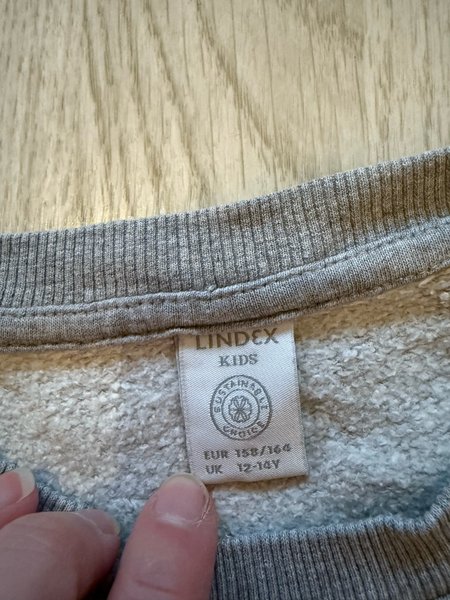 LINDEX
KIDS
SUSTAINABLE
CHOICE
EUR 158/164
UK 12-14Y